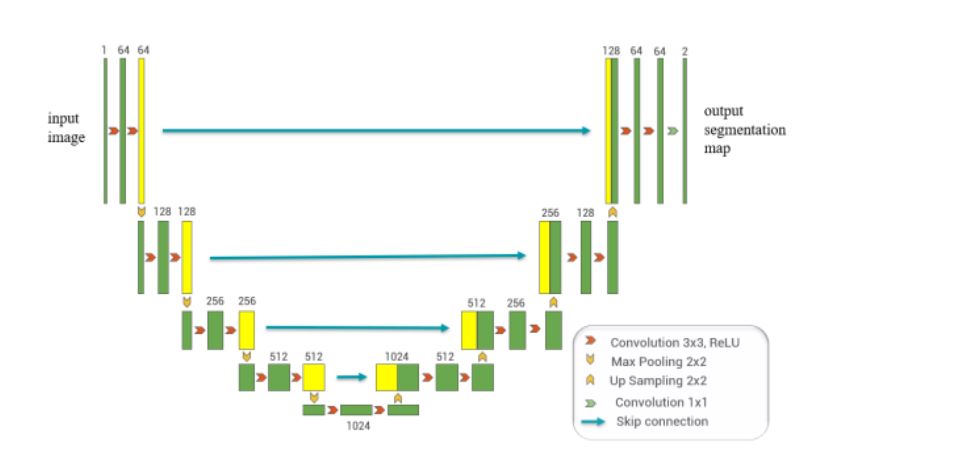 1 64 64
128 64 64 2
input
image
output
segmentation
map
128 128
256 128
256 256
512 256
512 512
1024 512
1024
Convolution 3x3, ReLU
Max Pooling 2x2
Up Sampling 2x2
Convolution 1x1
Skip connection